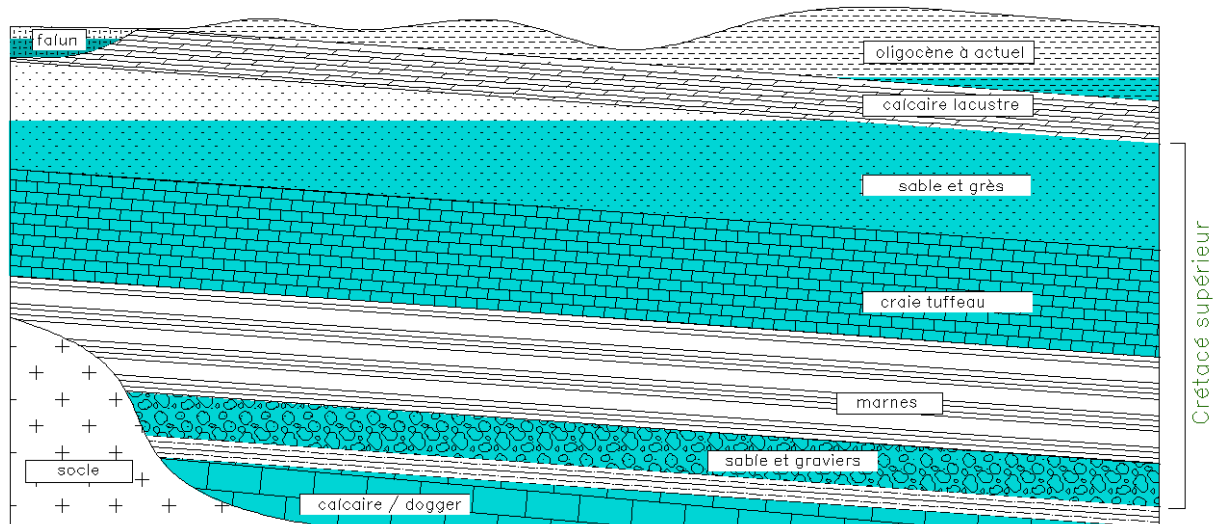 falun
oligocène à actuel
calcaire lacustre
sable et grès
craie tuffeau
marnes
sable et graviers
socle
calcaire / dogger
Crétacé supérieur